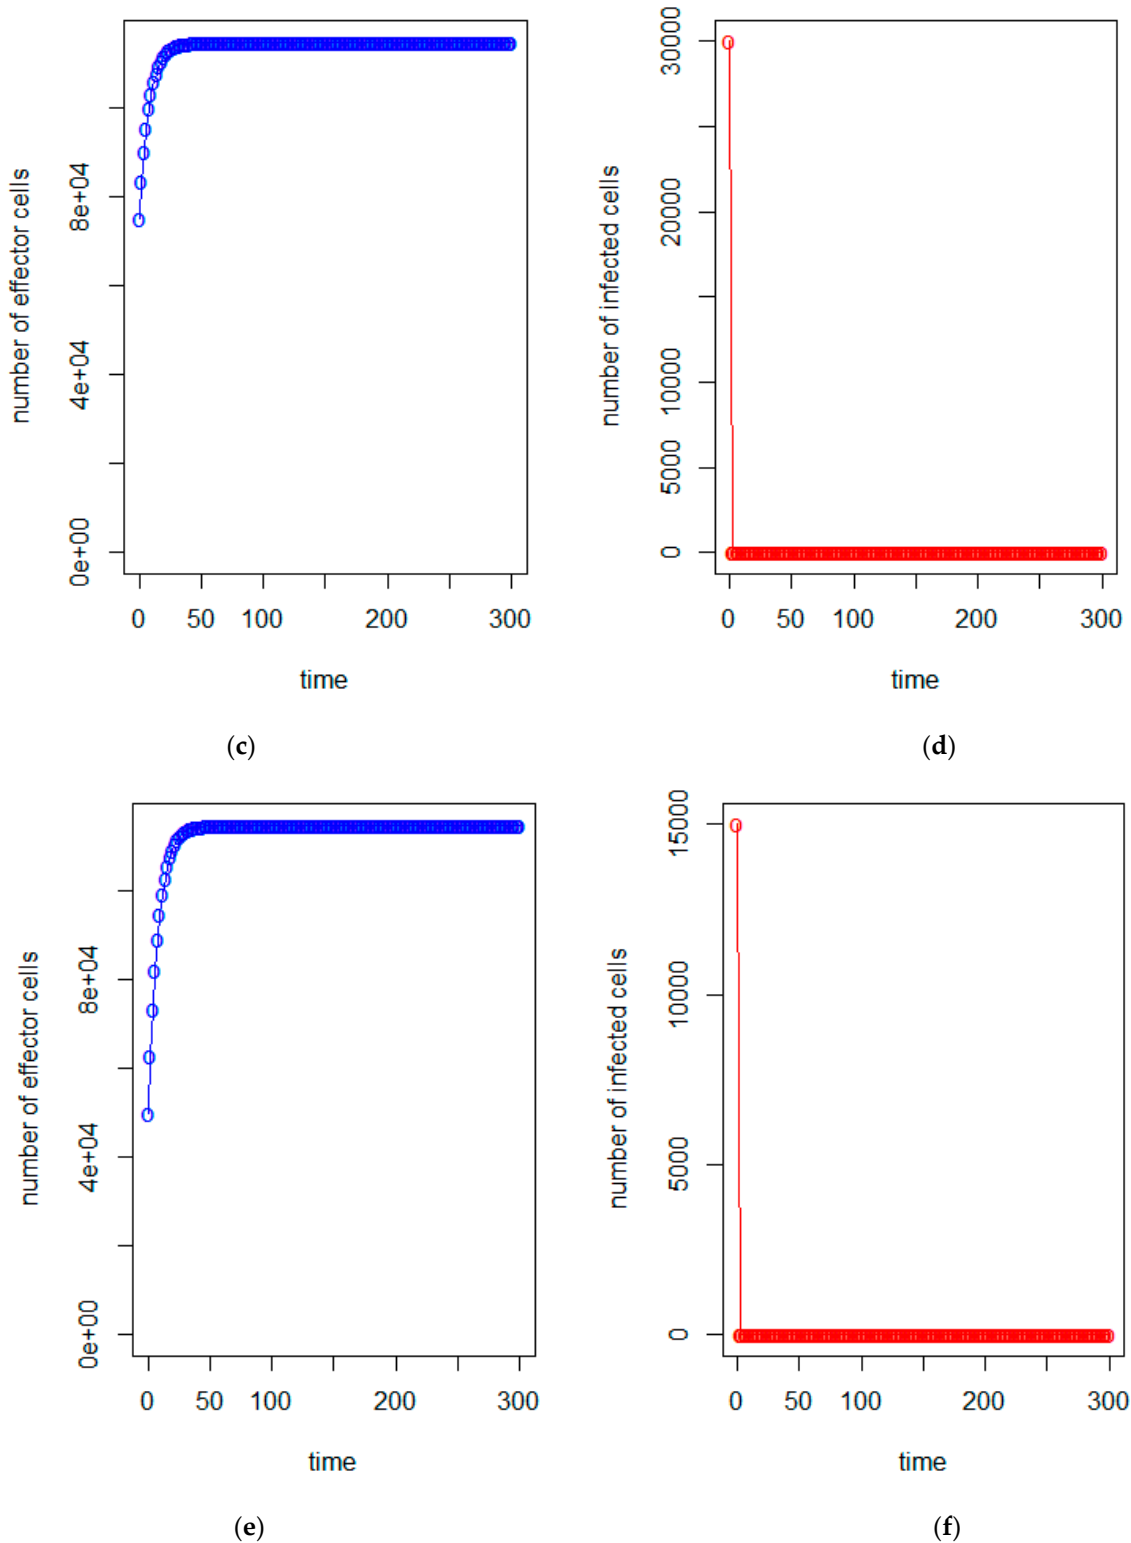 number of effector cells
8e+04
4e+04
0e+00
0 50 100 200 300
time
(c)
number of infected cells
30000
20000
10000
5000
0
0 50 100 200 300
time
(d)
number of effector cells
8e+04
4e+04
0e+00
0 50 100 200 300
time
(e)
number of infected cells
15000
10000
5000
0
0 50 100 200 300
time
(f)